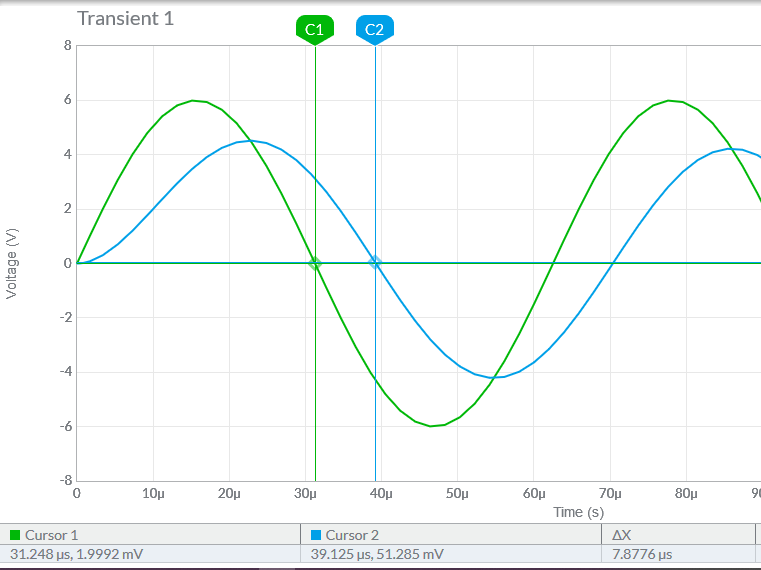 Transient 1
C1 C2
8
6
4
2
0
-2
-4
-6
-8
Voltage (V)
0 10µ 20µ 30µ 40µ 50µ 60µ 70µ 80µ
Time (s)
Cursor 1 Cursor 2 ΔX
31.248 µs, 1.9992 mV 39.125 µs, 51.285 mV 7.8776 µs